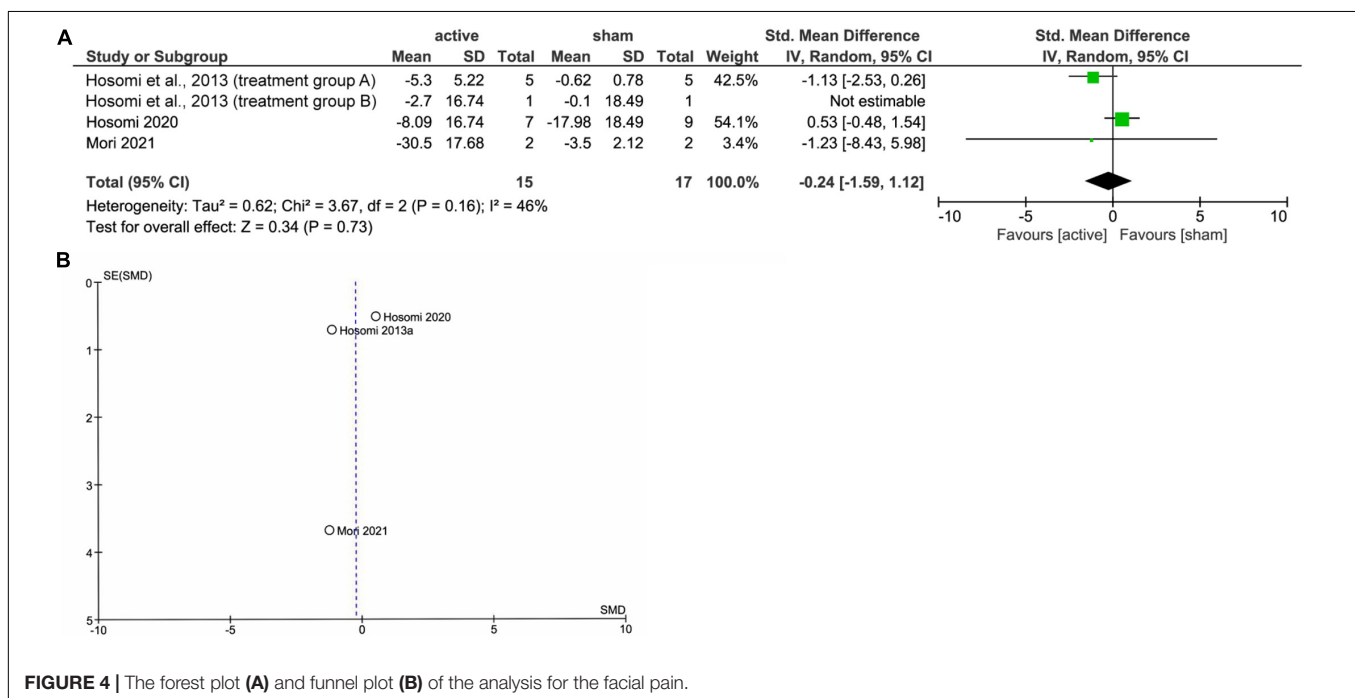 A
active sham Std. Mean Difference Std. Mean Difference
Study or Subgroup Mean SD Total Mean SD Total Weight IV, Random, 95% CI IV, Random, 95% CI
Hosomi et al., 2013 (treatment group A) -5.3 5.22 5 -0.62 0.78 5 42.5% -1.13 [-2.53, 0.26]
Hosomi et al., 2013 (treatment group B) -2.7 16.74 1 -0.1 18.49 1 Not estimable
Hosomi 2020 -8.09 16.74 7 -17.98 18.49 9 54.1% 0.53 [-0.48, 1.54]
Mori 2021 -30.5 17.68 2 -3.5 2.12 2 3.4% -1.23 [-8.43, 5.98]
Total (95% CI) 15 17 100.0% -0.24 [-1.59, 1.12]
Heterogeneity: Tau² = 0.62; Chi² = 3.67, df = 2 (P = 0.16); I² = 46%
Test for overall effect: Z = 0.34 (P = 0.73)
-10 -5 0 5 10
Favours [active] Favours [sham]
B
SE(SMD)
0
Hosomi 2020
Hosomi 2013a
1
2
3
Mori 2021
4
SMD
5
-10 -5 0 5 10
FIGURE 4 | The forest plot (A) and funnel plot (B) of the analysis for the facial pain.